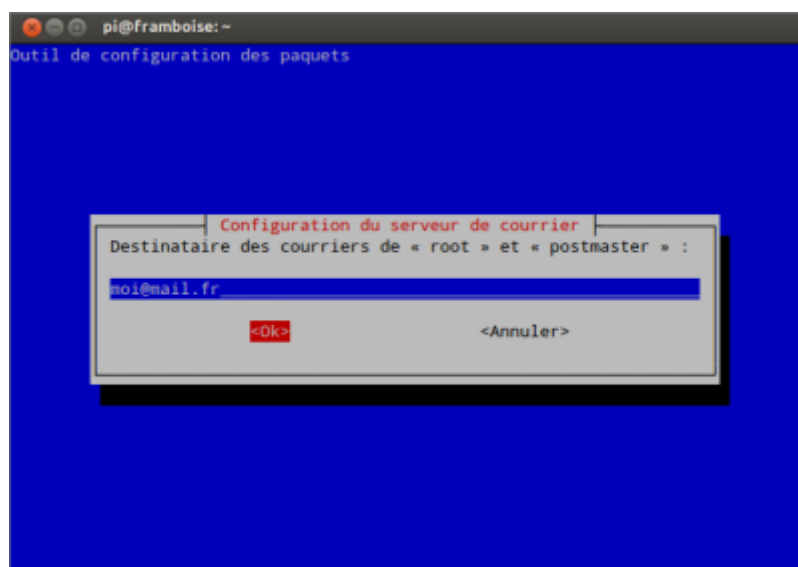 pi@framboise: ~
Outil de configuration des paquets
Configuration du serveur de courrier
Destinataire des courriers de « root » et « postmaster » :
moi@mail.fr
<Ok> <Annuler>